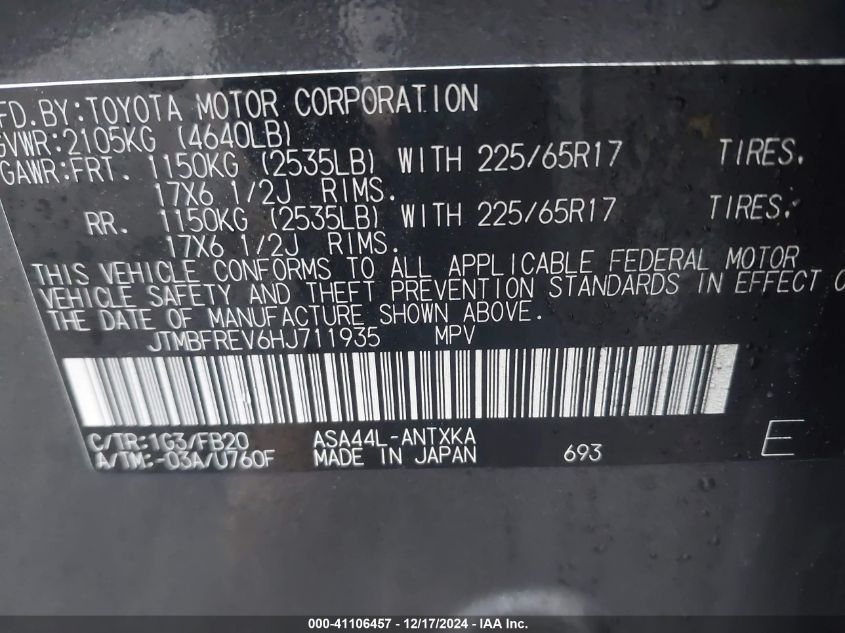 FD. BY: TOYOTA MOTOR CORPORATION
GVWR: 2105KG (4640LB)
GAWR: FRT. 1150KG (2535LB) WITH 225/65R17 TIRES.
17X6 1/2J RIMS.
RR. 1150KG (2535LB) WITH 225/65R17 TIRES.
17X6 1/2J RIMS.
THIS VEHICLE CONFORMS TO ALL APPLICABLE FEDERAL MOTOR
VEHICLE SAFETY AND THEFT PREVENTION STANDARDS IN EFFECT O
THE DATE OF MANUFACTURE SHOWN ABOVE.
JTMBFREV6HJ711935 MPV
C/TR: 1G3/FB20 ASA44L-ANTXKA
A/TM: -03A/U760F MADE IN JAPAN 693 E
000-41106457 - 12/17/2024 - IAA Inc.